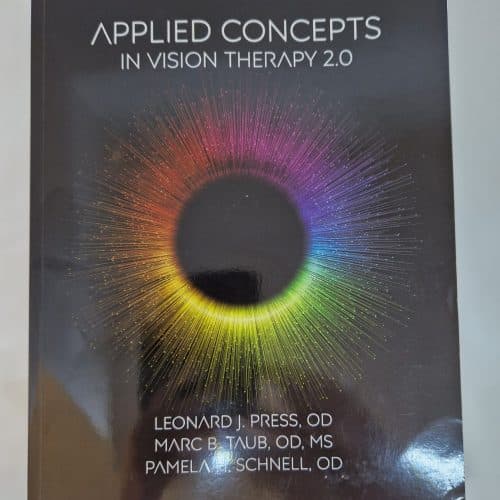 APPLIED CONCEPTS
IN VISION THERAPY 2.0
LEONARD J. PRESS, OD
MARC B. TAUB, OD, MS
PAMELA SCHNELL, OD